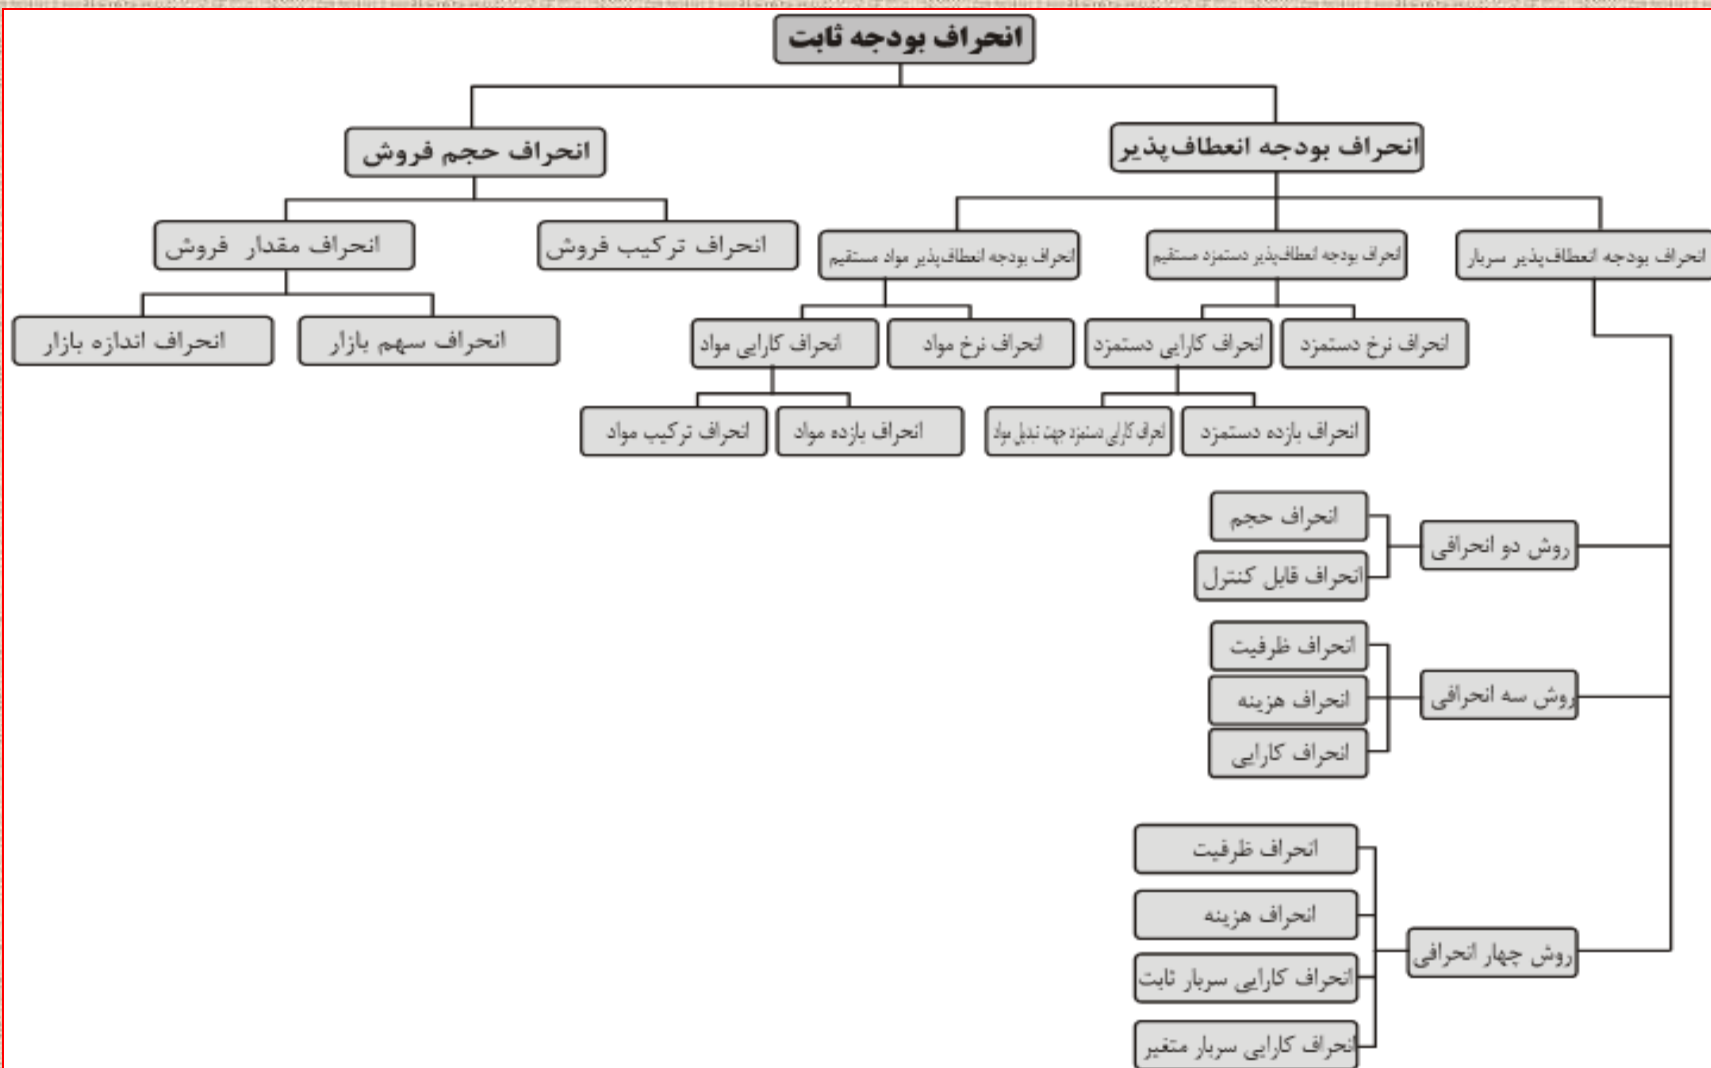 انحراف بودجه ثابت
انحراف بودجه انعطاف‌پذیر
انحراف حجم فروش
انحراف بودجه انعطاف‌پذیر سربار
انحراف بودجه انعطاف‌پذیر دستمزد مستقیم
انحراف بودجه انعطاف‌پذیر مواد مستقیم
انحراف ترکیب فروش
انحراف مقدار فروش
انحراف نرخ دستمزد
انحراف کارایی دستمزد
انحراف نرخ مواد
انحراف کارایی مواد
انحراف سهم بازار
انحراف اندازه بازار
انحراف بازده دستمزد
انحراف کارایی دستمزد جهت تبدیل مواد
انحراف بازده مواد
انحراف ترکیب مواد
روش دو انحرافی
انحراف حجم
انحراف قابل کنترل
روش سه انحرافی
انحراف ظرفیت
انحراف هزینه
انحراف کارایی
روش چهار انحرافی
انحراف ظرفیت
انحراف هزینه
انحراف کارایی سربار ثابت
انحراف کارایی سربار متغیر